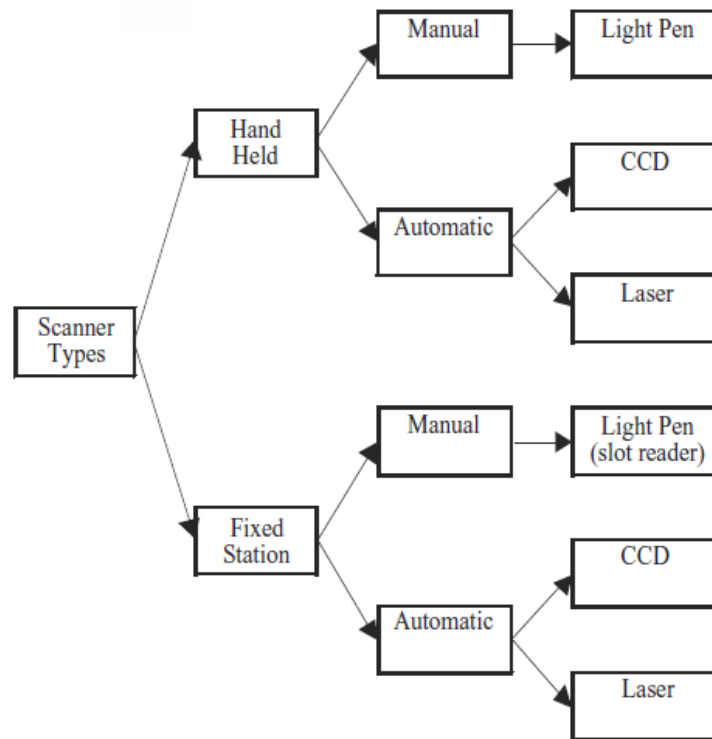 Manual
Light Pen
Hand
Held
CCD
Automatic
Laser
Scanner
Types
Manual
Light Pen
(slot reader)
Fixed
Station
CCD
Automatic
Laser